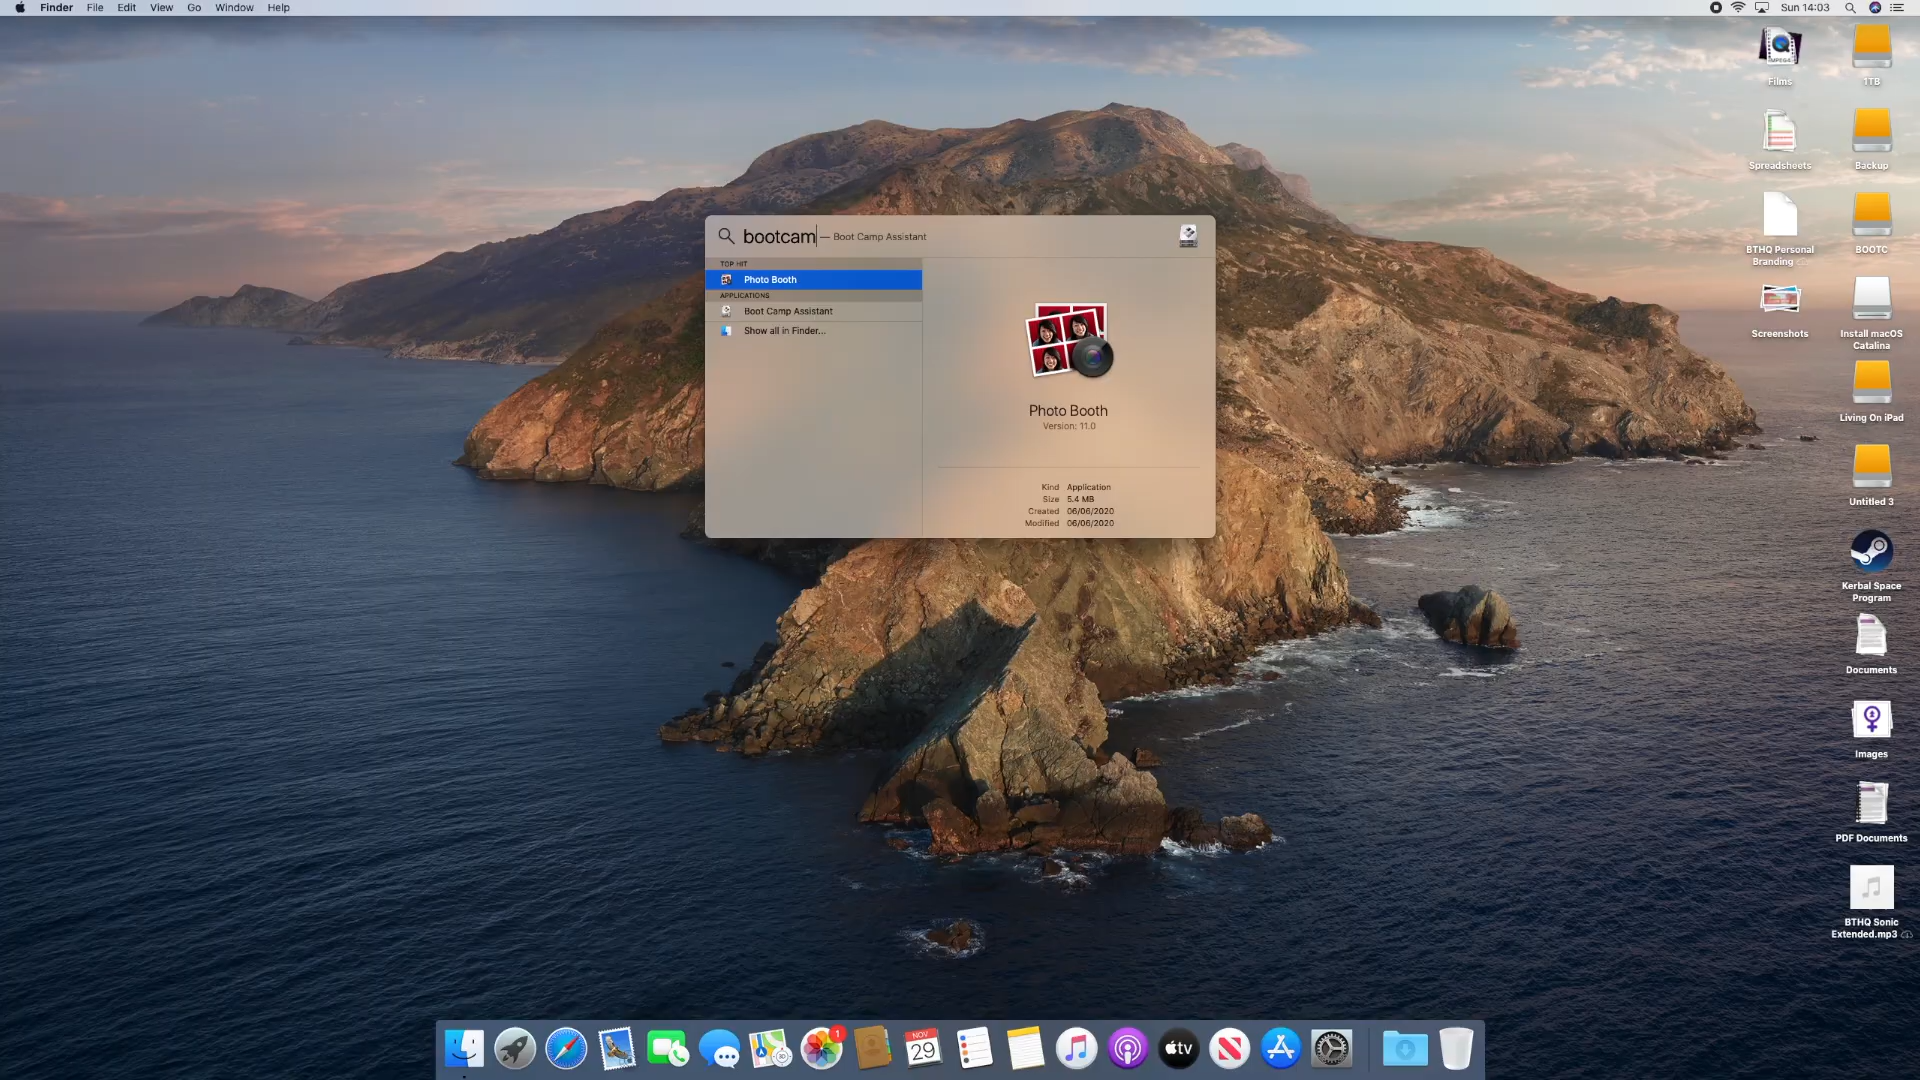 Finder File Edit View Go Window Help
Sun 14:03
Films
1TB
Spreadsheets
Backup
BTHQ Personal
Branding
BOOTC
Screenshots
Install macOS
Catalina
Living On iPad
Untitled 3
Kerbal Space
Program
Documents
Images
PDF Documents
BTHQ Sonic
Extended.mp3
bootcam — Boot Camp Assistant
TOP HIT
Photo Booth
APPLICATIONS
Boot Camp Assistant
Show all in Finder...
Photo Booth
Version: 11.0
Kind Application
Size 5.4 MB
Created 06/06/2020
Modified 06/06/2020
1
NOV
29
tv